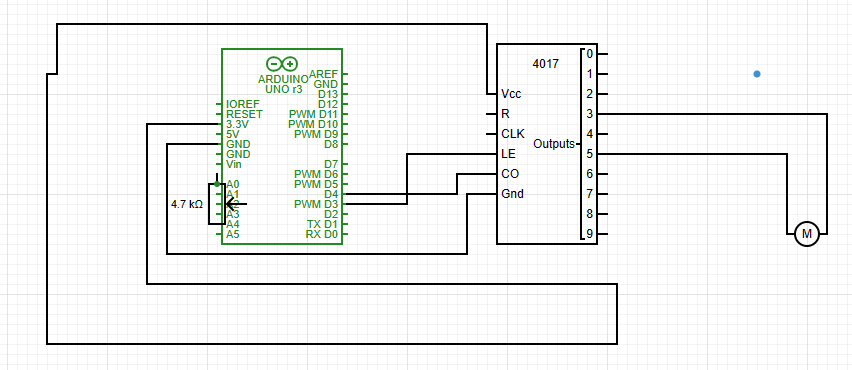 ARDUINO
UNO r3
AREF
GND
D13
IOREF
D12
RESET
PWM D11
3.3V
PWM D10
5V
PWM D9
GND
D8
GND
Vin
D7
PWM D6
A0
PWM D5
A1
D4
PWM D3
A3
D2
A4
TX D1
A5
RX D0
4.7 kΩ
4017
Vcc
R
CLK
LE
CO
Gnd
Outputs
0
1
2
3
4
5
6
7
8
9
M